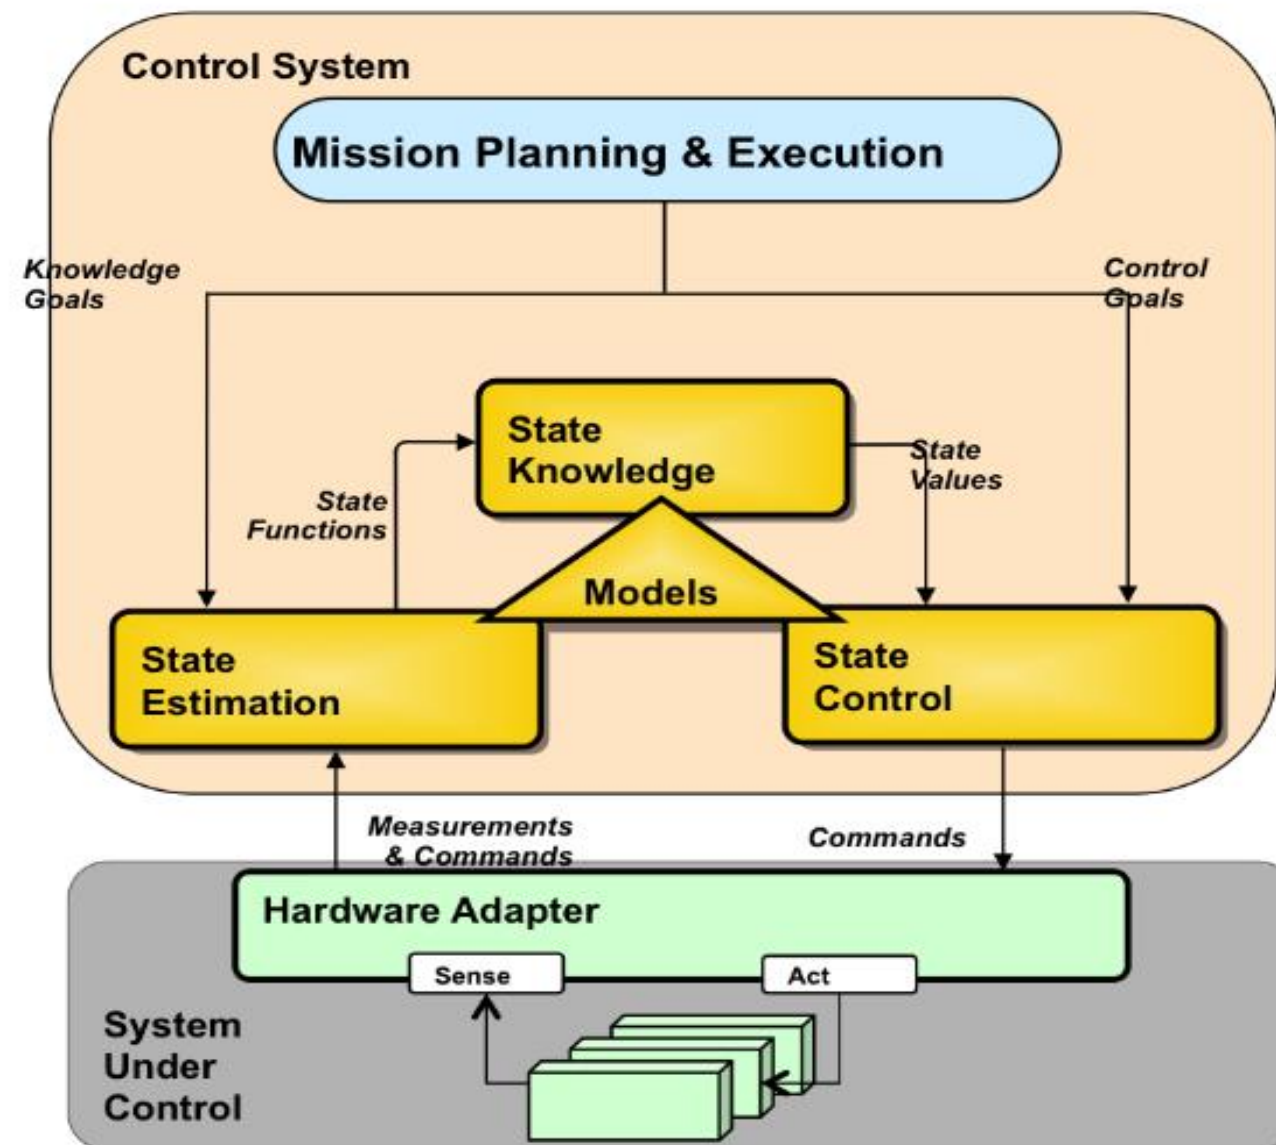 Control System
Mission Planning & Execution
Knowledge
Goals
Control
Goals
State
Knowledge
State
Values
State
Functions
Models
State
Estimation
State
Control
Measurements
& Commands
Commands
Hardware Adapter
Sense
Act
System
Under
Control